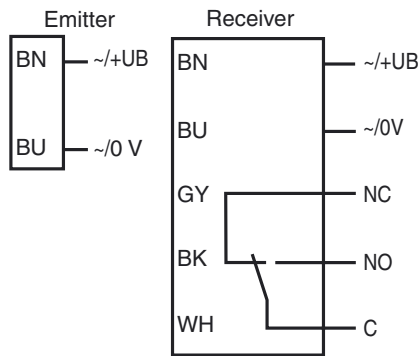 Emitter
BN ~/+UB
BU ~/0 V
Receiver
BN ~/+UB
BU ~/0V
GY NC
BK NO
WH C